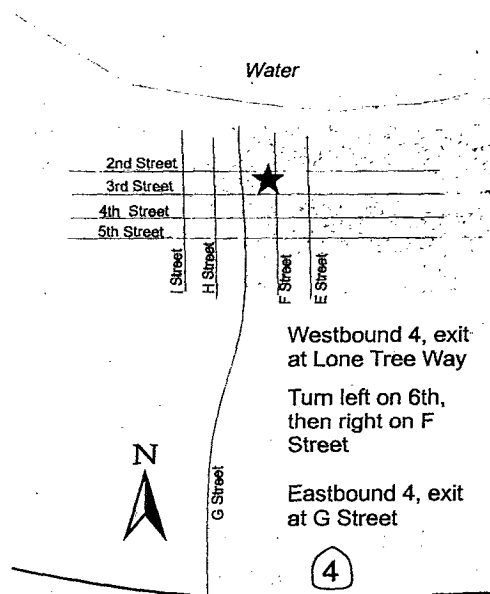 Water
2nd Street
3rd Street
4th Street
5th Street
I Street
H Street
F Street
E Street
Westbound 4, exit
at Lone Tree Way
Turn left on 6th,
then right on F
Street
N
G Street
Eastbound 4, exit
at G Street
4